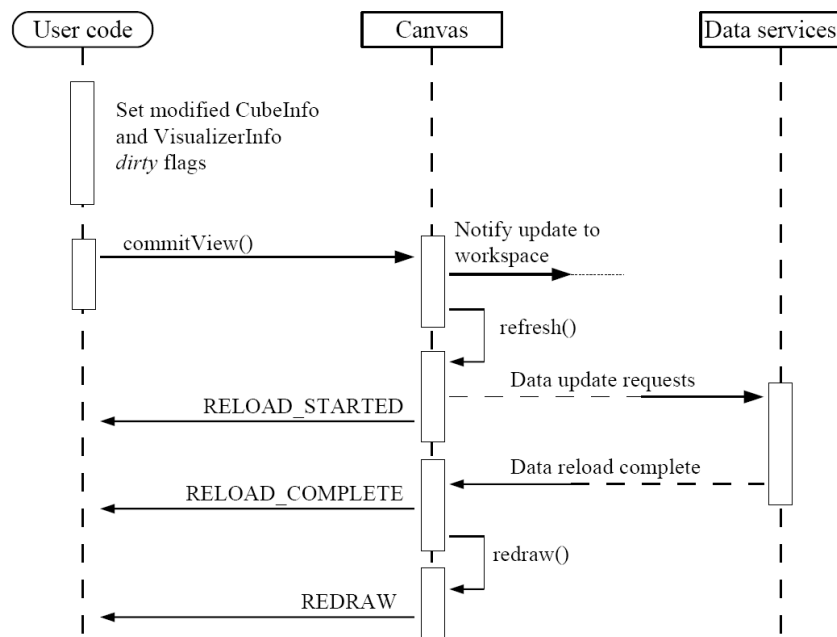 User code
Canvas
Data services
Set modified CubeInfo
and VisualizerInfo
dirty flags
commitView()
Notify update to
workspace
refresh()
Data update requests
RELOAD_STARTED
Data reload complete
RELOAD_COMPLETE
redraw()
REDRAW